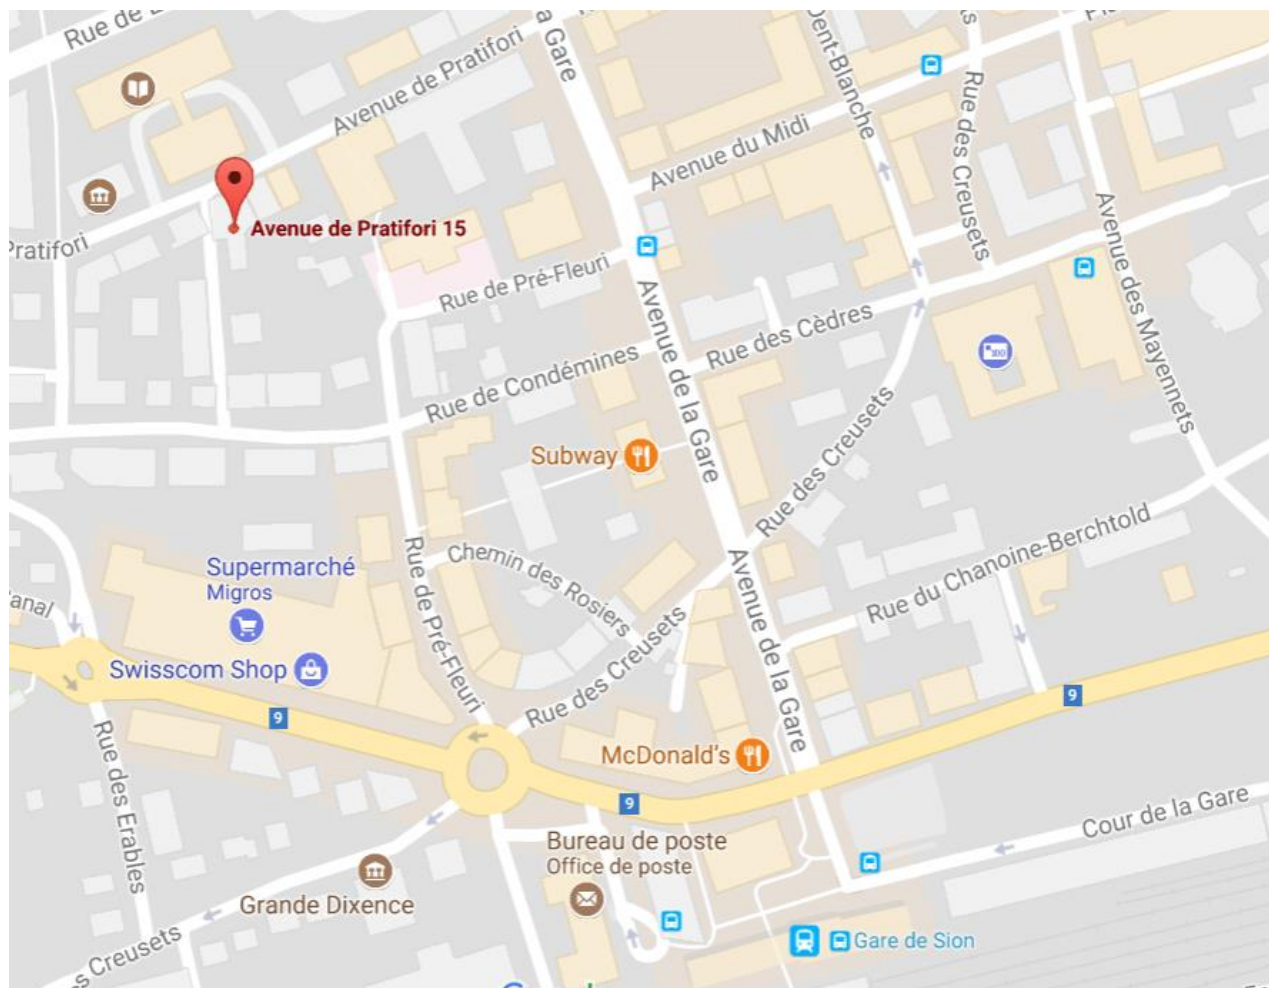 Rue de
Avenue de Pratifori
a Gare
Dent-Blanche
Rue des Creusets
Avenue du Midi
Avenue de Pratifori 15
Pratifori
Rue de Pré-Fleuri
Avenue de la Gare
Rue des Cèdres
Avenue des Mayennets
Rue de Condémines
Subway
Rue des Creusets
Rue du Chanoine-Berchtold
Chemin des Rosiers
Rue de Pré-Fleuri
Supermarché
Migros
Swisscom Shop
anal
Avenue de la Gare
Rue des Creusets
9
9
9
McDonald's
Rue des Erables
Bureau de poste
Office de poste
Cour de la Gare
Grande Dixence
s Creusets
Gare de Sion